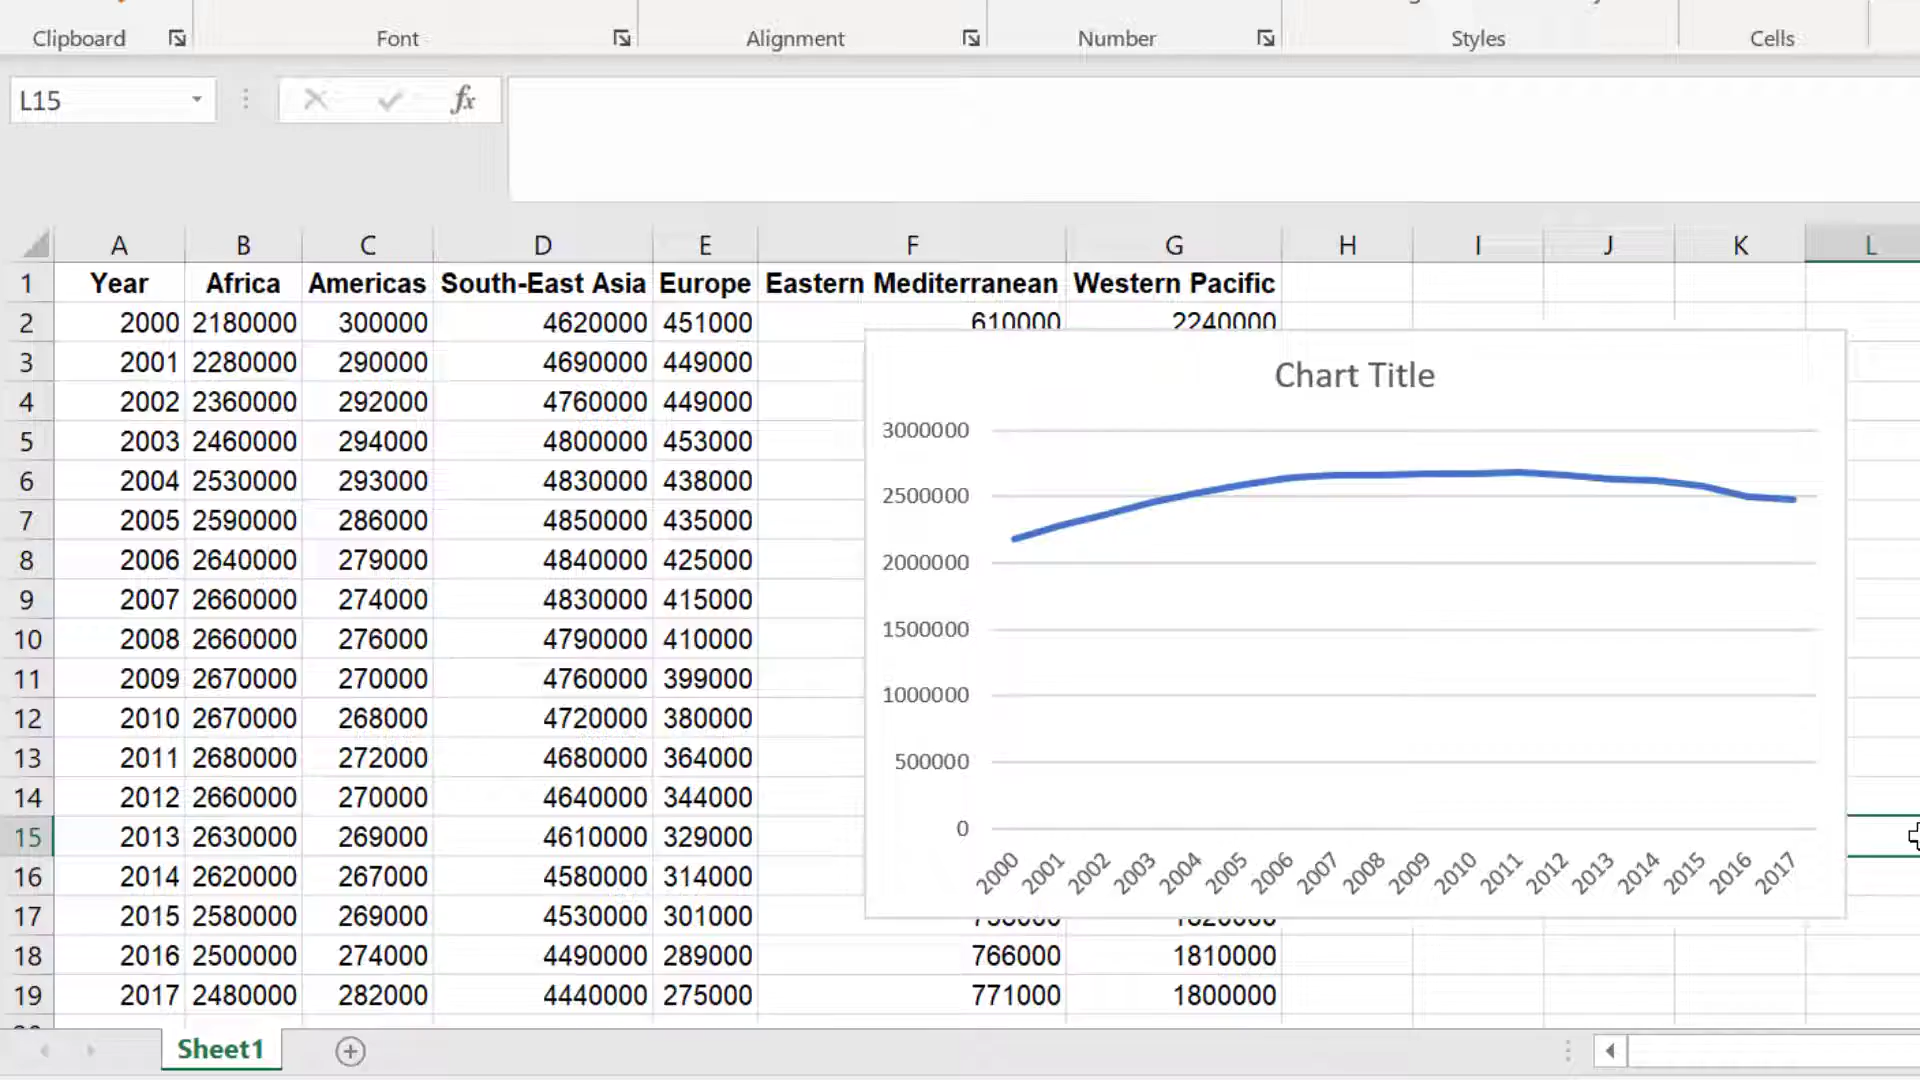 Clipboard Font Alignment Number Styles Cells
L15 fx
A B C D E F G H I J K L
1 Year Africa Americas South-East Asia Europe Eastern Mediterranean Western Pacific
2 2000 2180000 300000 4620000 451000 610000 2240000
3 2001 2280000 290000 4690000 449000
4 2002 2360000 292000 4760000 449000
5 2003 2460000 294000 4800000 453000
6 2004 2530000 293000 4830000 438000
7 2005 2590000 286000 4850000 435000
8 2006 2640000 279000 4840000 425000
9 2007 2660000 274000 4830000 415000
10 2008 2660000 276000 4790000 410000
11 2009 2670000 270000 4760000 399000
12 2010 2670000 268000 4720000 380000
13 2011 2680000 272000 4680000 364000
14 2012 2660000 270000 4640000 344000
15 2013 2630000 269000 4610000 329000
16 2014 2620000 267000 4580000 314000
17 2015 2580000 269000 4530000 301000
18 2016 2500000 274000 4490000 289000 766000 1810000
19 2017 2480000 282000 4440000 275000 771000 1800000
Chart Title
3000000
2500000
2000000
1500000
1000000
500000
0
2000 2001 2002 2003 2004 2005 2006 2007 2008 2009 2010 2011 2012 2013 2014 2015 2016 2017
Sheet1